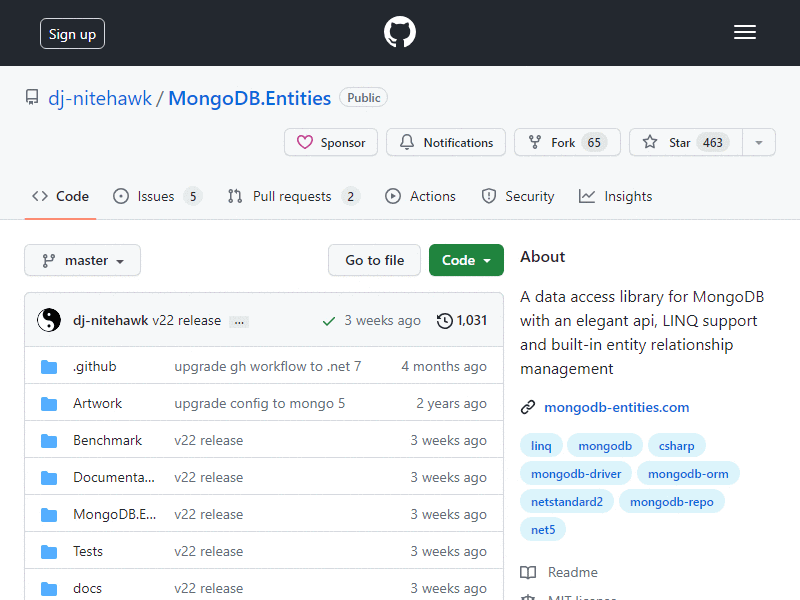 Sign up
dj-nitehawk / MongoDB.Entities Public
Sponsor Notifications Fork 65 Star 463
Code Issues 5 Pull requests 2 Actions Security Insights
master Go to file Code
dj-nitehawk v22 release ... 3 weeks ago 1,031
.github upgrade gh workflow to .net 7 4 months ago
Artwork upgrade config to mongo 5 2 years ago
Benchmark v22 release 3 weeks ago
Documenta... v22 release 3 weeks ago
MongoDB.E... v22 release 3 weeks ago
Tests v22 release 3 weeks ago
docs v22 release 3 weeks ago
About
A data access library for MongoDB
with an elegant api, LINQ support
and built-in entity relationship
management
mongodb-entities.com
linq mongodb csharp
mongodb-driver mongodb-orm
netstandard2 mongodb-repo
net5
Readme
MIT license